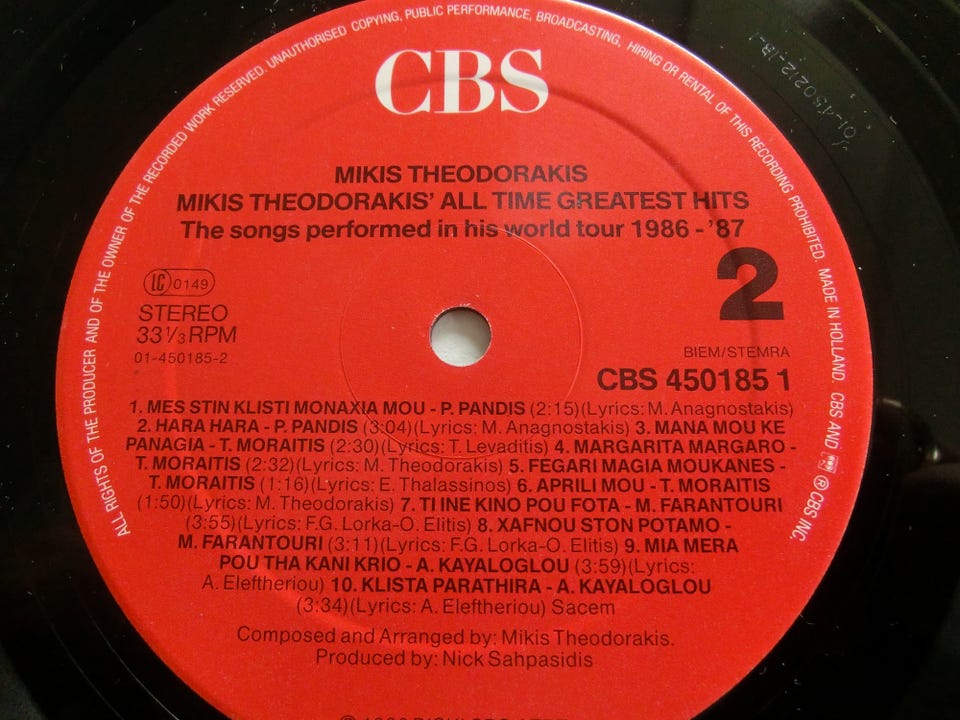 ALL RIGHTS OF THE PRODUCER AND OF THE OWNER OF THE RECORDED WORK RESERVED. UNAUTHORISED COPYING, PUBLIC PERFORMANCE, BROADCASTING, HIRING OR RENTAL OF THIS RECORDING PROHIBITED. MADE IN HOLLAND. CBS AND ℗ CBS INC.
CBS
MIKIS THEODORAKIS
MIKIS THEODORAKIS' ALL TIME GREATEST HITS
The songs performed in his world tour 1986 - '87
2
LC 0149
STEREO
33 1/3 RPM
01-450185-2
BIEM/STEMRA
CBS 450185 1
1. MES STIN KLISTI MONAXIA MOU - P. PANDIS (2:15)(Lyrics: M. Anagnostakis)
2. HARA HARA - P. PANDIS (3:04)(Lyrics: M. Anagnostakis) 3. MANA MOU KE
PANAGIA - T. MORAITIS (2:30)(Lyrics: T. Levaditis) 4. MARGARITA MARGARO -
T. MORAITIS (2:32)(Lyrics: M. Theodorakis) 5. FEGARI MAGIA MOUKANES -
T. MORAITIS (1:16)(Lyrics: E. Thalassinos) 6. APRILI MOU - T. MORAITIS
(1:50)(Lyrics: M. Theodorakis) 7. TI INE KINO POU FOTA - M. FARANTOURI
(3:55)(Lyrics: F.G. Lorka-O. Elitis) 8. XAFNOU STON POTAMO -
M. FARANTOURI (3:11)(Lyrics: F.G. Lorka-O. Elitis) 9. MIA MERA
POU THA KANI KRIO - A. KAYALOGLOU (3:59)(Lyrics:
A. Eleftheriou) 10. KLISTA PARATHIRA - A. KAYALOGLOU
(3:34)(Lyrics: A. Eleftheriou) Sacem
Composed and Arranged by: Mikis Theodorakis.
Produced by: Nick Sahpasidis